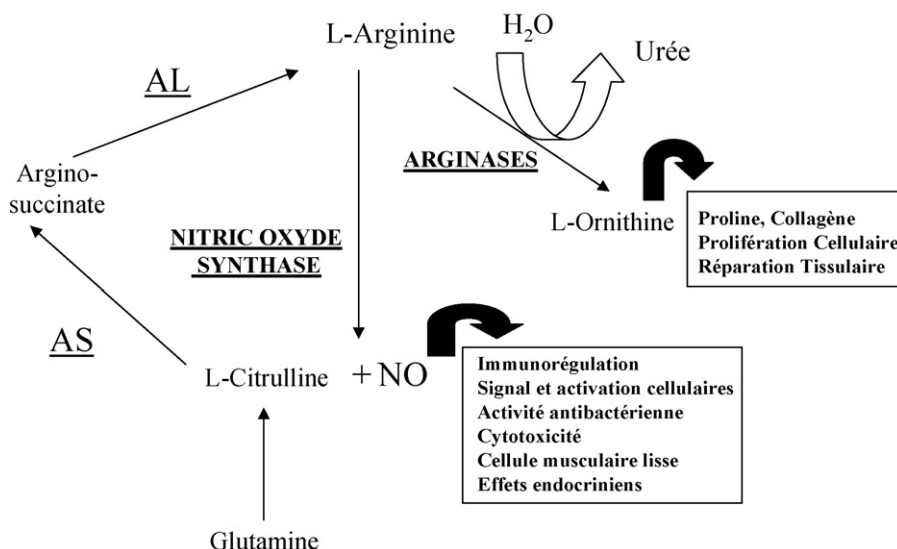 L-Arginine
H₂O
Urée
AL
ARGINASES
Argino-
succinate
L-Ornithine
Proline, Collagène
Prolifération Cellulaire
Réparation Tissulaire
NITRIC OXYDE
SYNTHASE
AS
L-Citrulline + NO
Immunorégulation
Signal et activation cellulaires
Activité antibactérienne
Cytotoxicité
Cellule musculaire lisse
Effets endocriniens
Glutamine